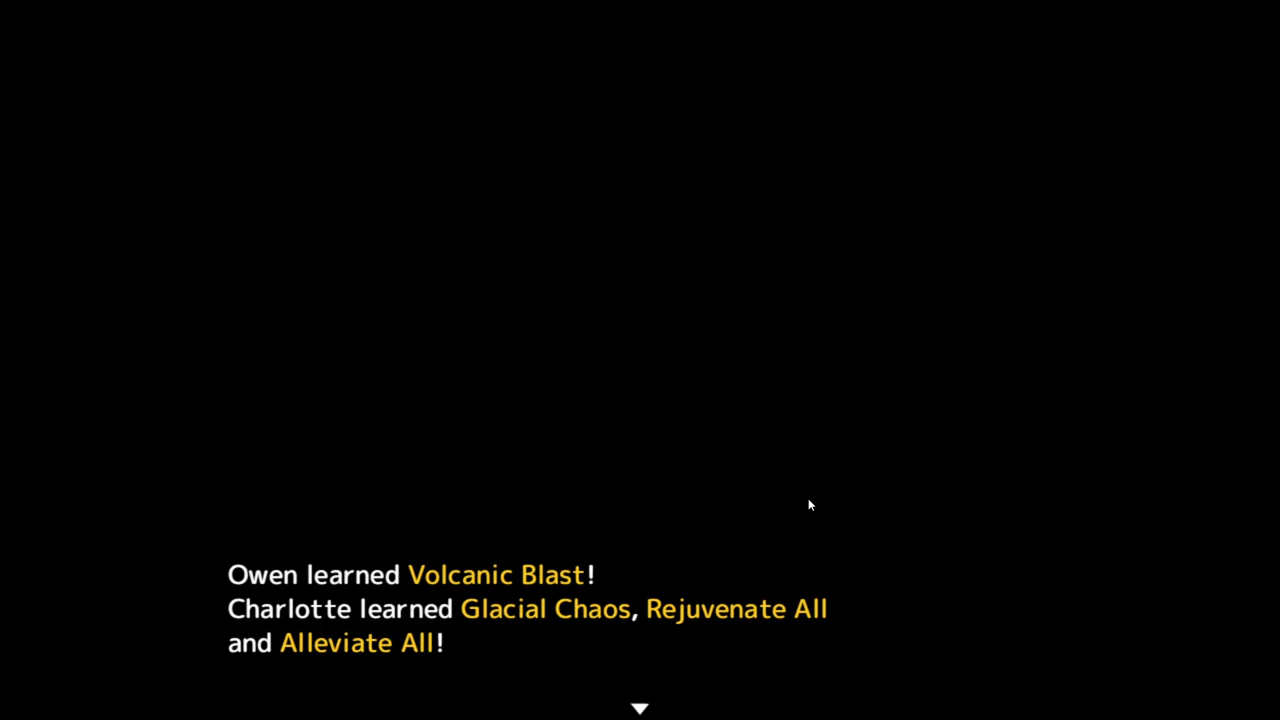 Owen learned Volcanic Blast!
Charlotte learned Glacial Chaos, Rejuvenate All
and Alleviate All!